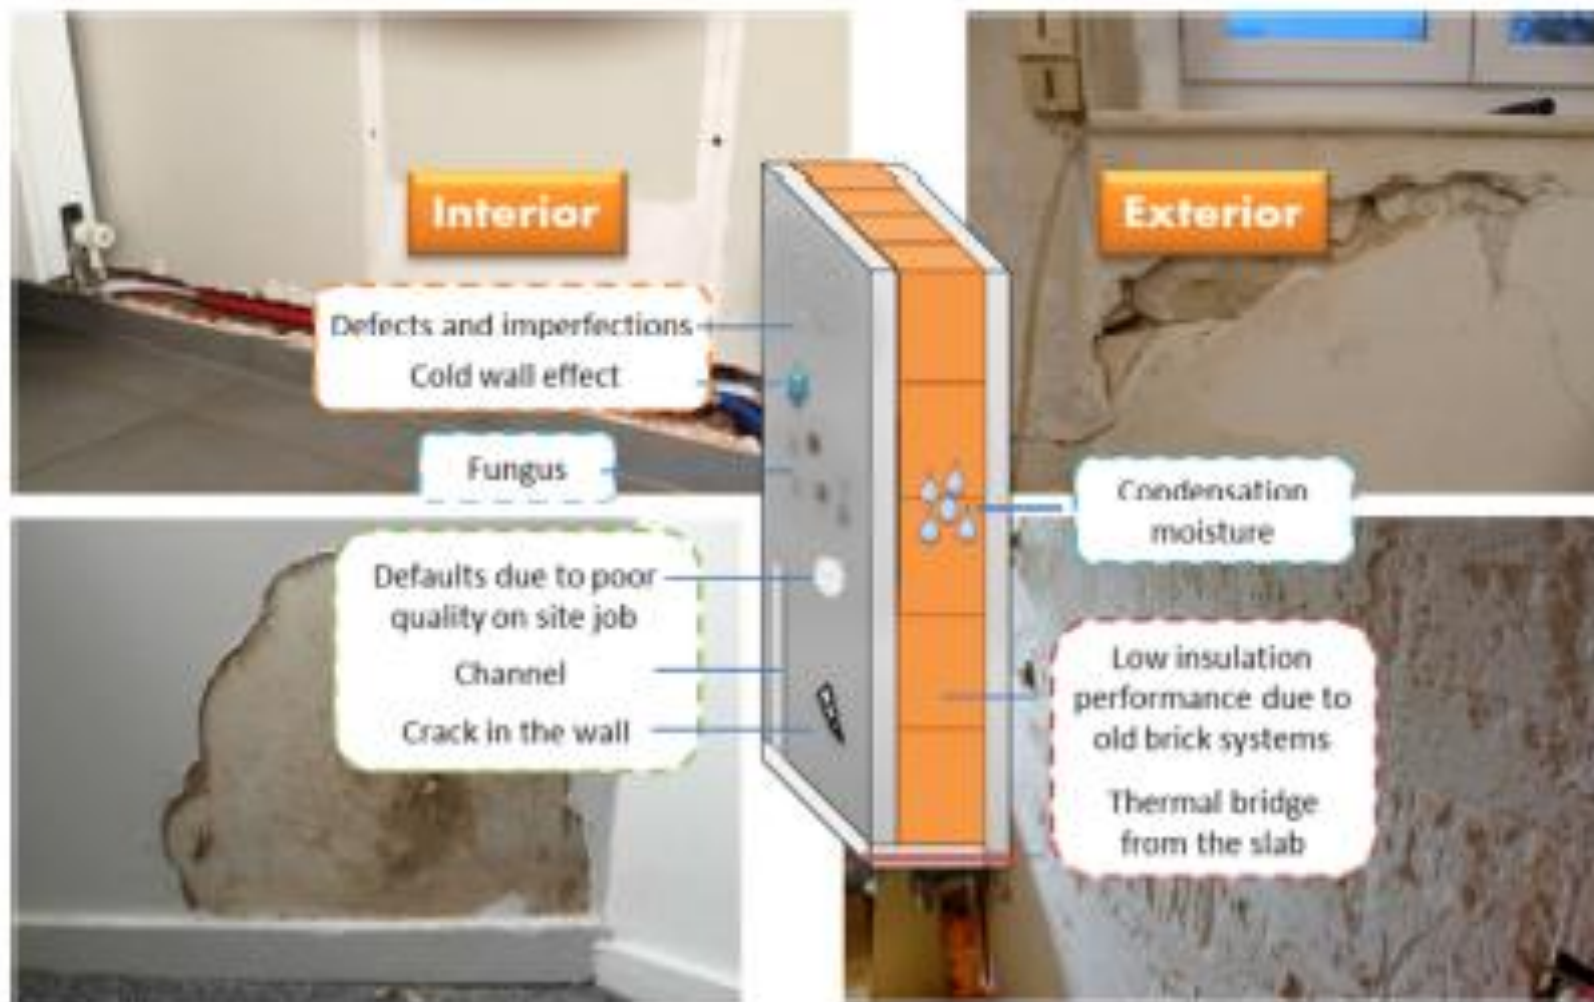 Interior
Exterior
Defects and imperfections
Cold wall effect
Fungus
Defaults due to poor
quality on site job
Channel
Crack in the wall
Condensation
moisture
Low insulation
performance due to
old brick systems
Thermal bridge
from the slab